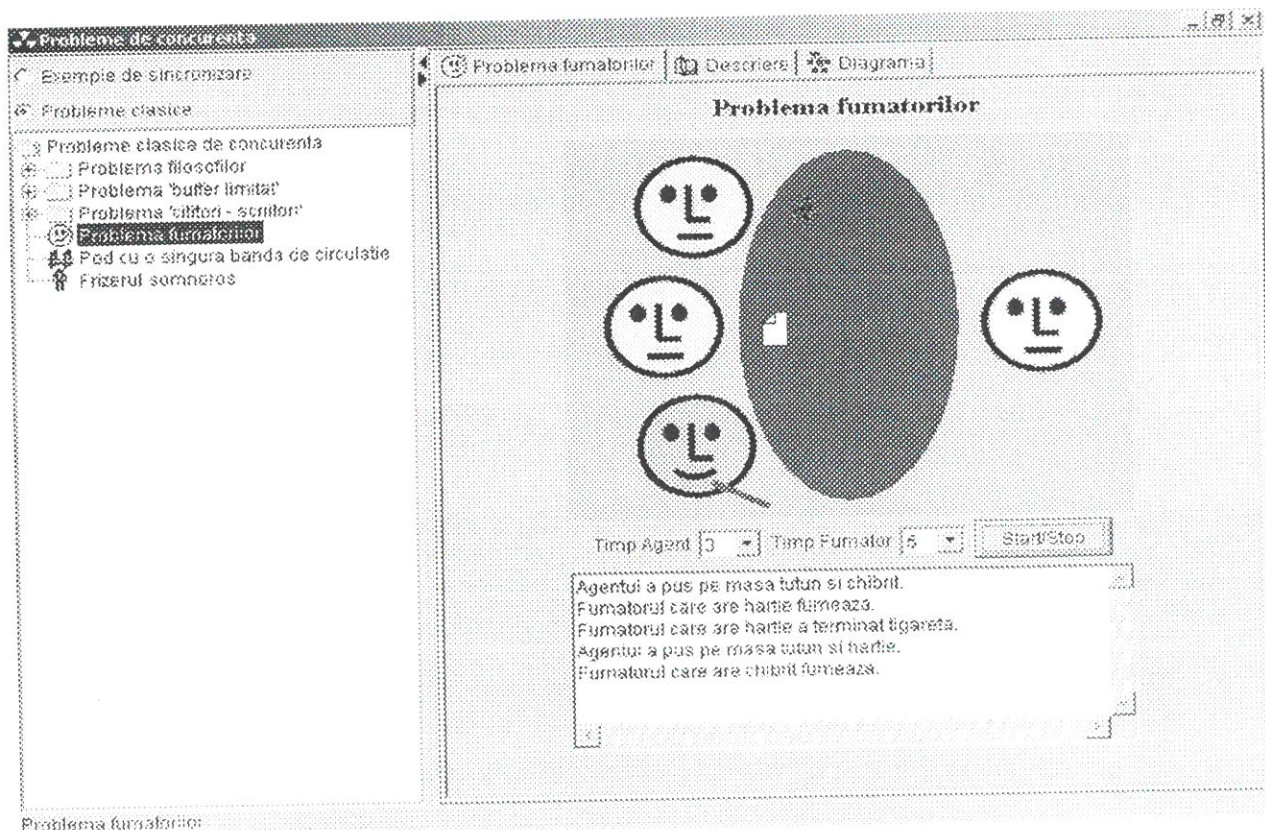 Probleme de concurenta
Exemple de sincronizare
Probleme clasice
Probleme clasice de concurenta
Problema filosofilor
Problema 'buffer limitat'
Problema 'cititori - scriitori'
Problema fumatorilor
Pod cu o singura banda de circulatie
Frizerul somnoros
Problema fumatorilor
Descriere
Diagrama
Problema fumatorilor
Timp Agent 3 Timp Fumator 5 Start/Stop
Agentul a pus pe masa tutun si chibrit.
Fumatorul care are hartie fumeaza.
Fumatorul care are hartie a terminat tigareta.
Agentul a pus pe masa tutun si hartie.
Fumatorul care are chibrit fumeaza.
Problema fumatorilor